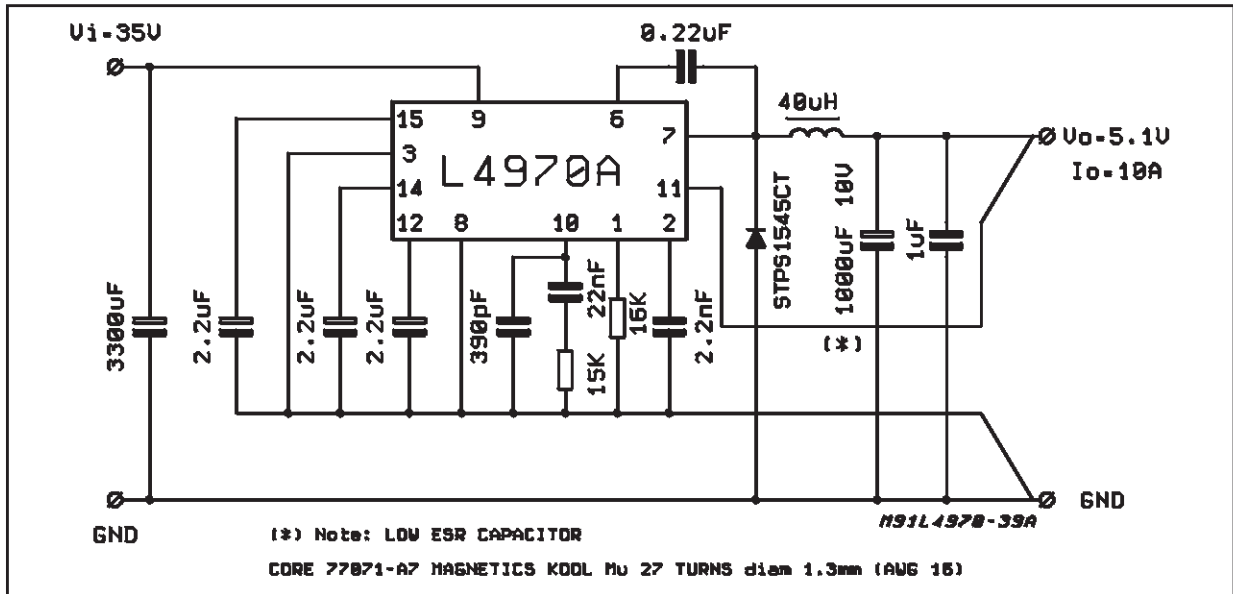 Vi=35V
0.22uF
40uH
15
9
6
7
Vo=5.1V
3
L4970A
Io=10A
14
11
12
8
10
1
2
3300uF
2.2uF
2.2uF
2.2uF
390pF
22nF
15K
16K
2.2nF
STPS1545CT
1000uF 10V
1uF
(*)
GND
GND
M91L4970-39A
(*) Note: LOW ESR CAPACITOR
CORE 77071-A7 MAGNETICS KOOL Mu 27 TURNS diam 1.3mm (AWG 16)